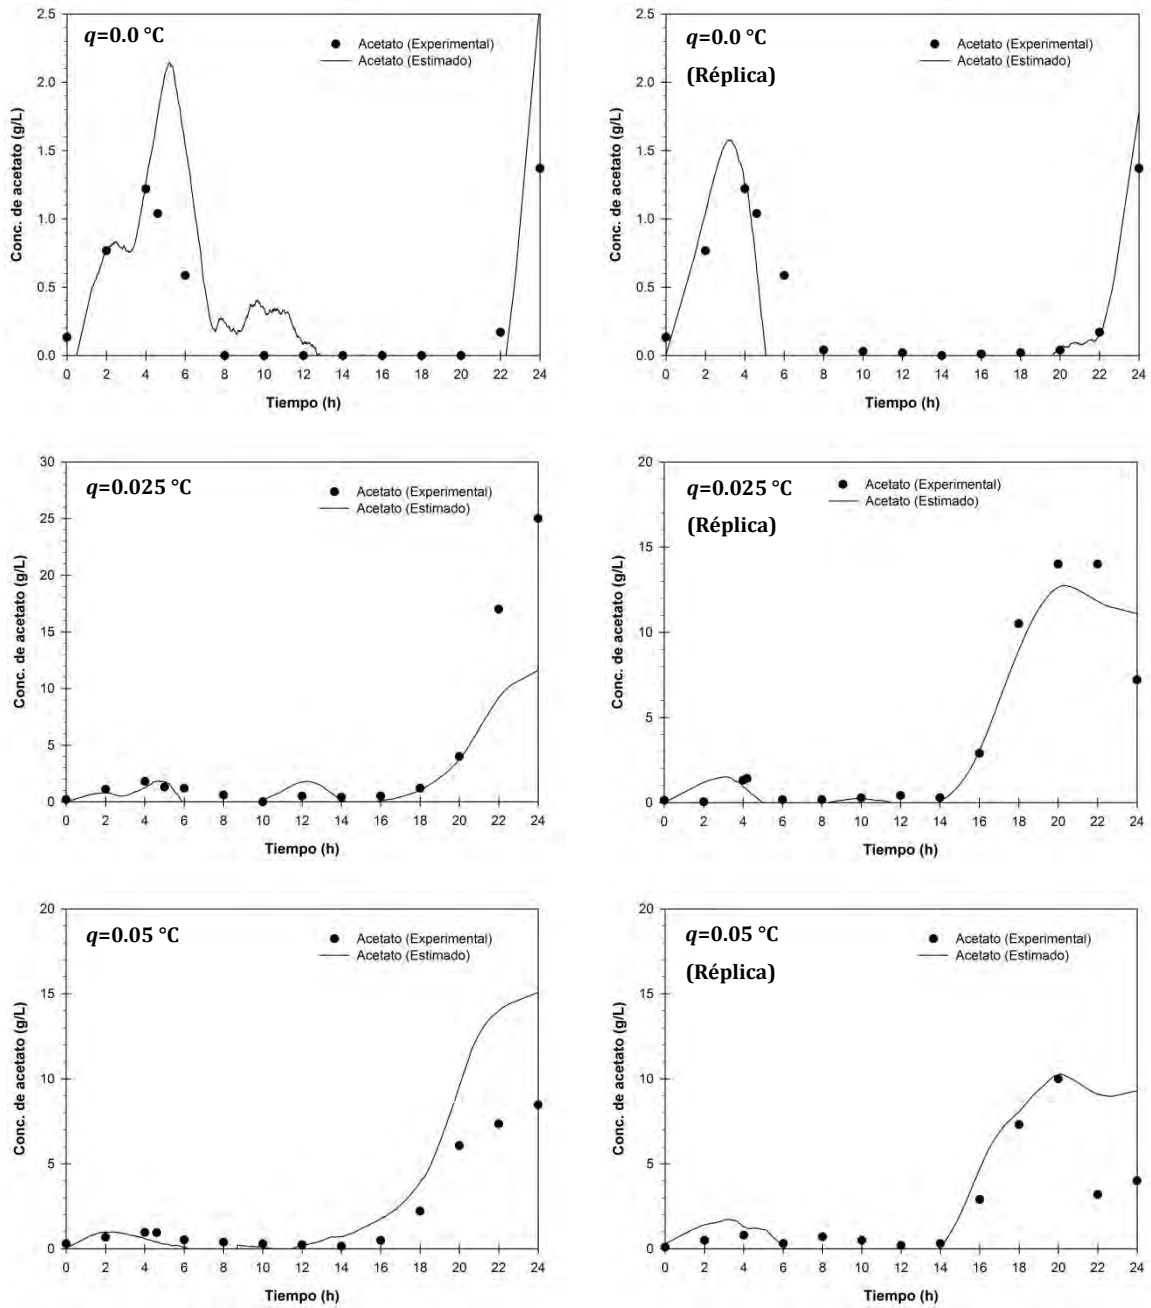 q=0.0 °C
Acetato (Experimental)
Acetato (Estimado)
Conc. de acetato (g/L)
2.5
2.0
1.5
1.0
0.5
0.0
0 2 4 6 8 10 12 14 16 18 20 22 24
Tiempo (h)
q=0.0 °C
(Réplica)
Acetato (Experimental)
Acetato (Estimado)
Conc. de acetato (g/L)
2.5
2.0
1.5
1.0
0.5
0.0
0 2 4 6 8 10 12 14 16 18 20 22 24
Tiempo (h)
q=0.025 °C
Acetato (Experimental)
Acetato (Estimado)
Conc. de acetato (g/L)
30
25
20
15
10
5
0
0 2 4 6 8 10 12 14 16 18 20 22 24
Tiempo (h)
q=0.025 °C
(Réplica)
Acetato (Experimental)
Acetato (Estimado)
Conc. de acetato (g/L)
20
15
10
5
0
0 2 4 6 8 10 12 14 16 18 20 22 24
Tiempo (h)
q=0.05 °C
Acetato (Experimental)
Acetato (Estimado)
Conc. de acetato (g/L)
20
15
10
5
0
0 2 4 6 8 10 12 14 16 18 20 22 24
Tiempo (h)
q=0.05 °C
(Réplica)
Acetato (Experimental)
Acetato (Estimado)
Conc. de acetato (g/L)
20
15
10
5
0
0 2 4 6 8 10 12 14 16 18 20 22 24
Tiempo (h)